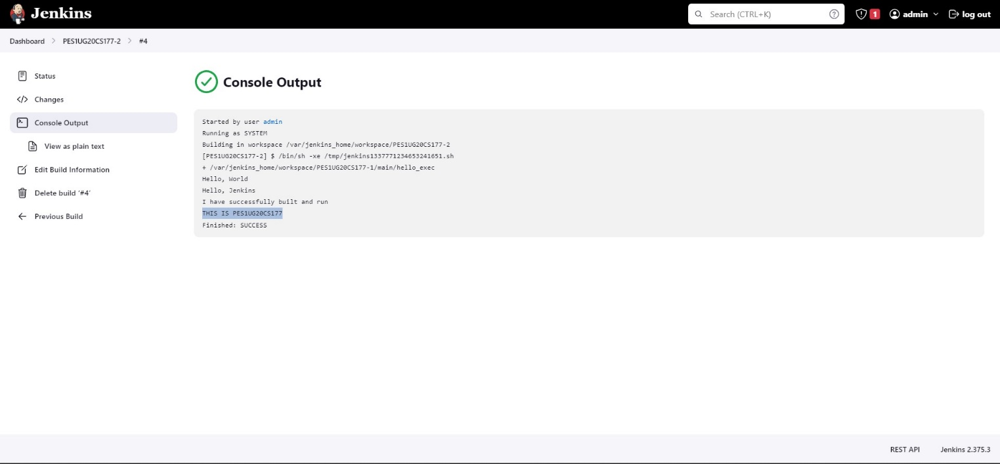 Jenkins
Search (CTRL+K)
1
admin
log out
Dashboard > PES1UG20CS177-2 > #4
Status
Changes
Console Output
View as plain text
Edit Build Information
Delete build ‘#4’
Previous Build
Console Output
Started by user admin
Running as SYSTEM
Building in workspace /var/jenkins_home/workspace/PES1UG20CS177-2
[PES1UG20CS177-2] $ /bin/sh -xe /tmp/jenkins1337771234653241651.sh
+ /var/jenkins_home/workspace/PES1UG20CS177-1/main/hello_exec
Hello, World
Hello, Jenkins
I have successfully built and run
THIS IS PES1UG20CS177
Finished: SUCCESS
REST API
Jenkins 2.375.3